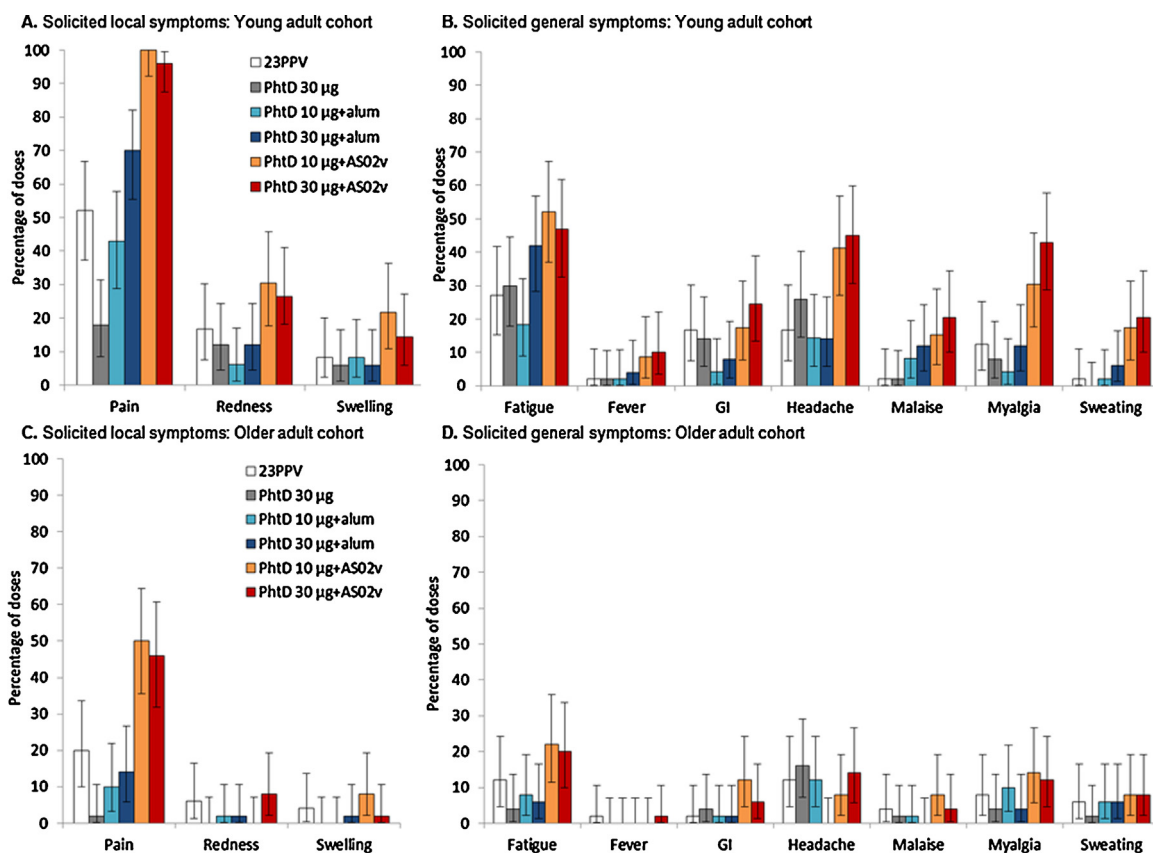 A. Solicited local symptoms: Young adult cohort
Percentage of doses
100
90
80
70
60
50
40
30
20
10
0
23PPV
PhtD 30 µg
PhtD 10 µg+alum
PhtD 30 µg+alum
PhtD 10 µg+AS02v
PhtD 30 µg+AS02v
Pain Redness Swelling
B. Solicited general symptoms: Young adult cohort
Percentage of doses
100
90
80
70
60
50
40
30
20
10
0
Fatigue Fever GI Headache Malaise Myalgia Sweating
C. Solicited local symptoms: Older adult cohort
Percentage of doses
100
90
80
70
60
50
40
30
20
10
0
23PPV
PhtD 30 µg
PhtD 10 µg+alum
PhtD 30 µg+alum
PhtD 10 µg+AS02v
PhtD 30 µg+AS02v
Pain Redness Swelling
D. Solicited general symptoms: Older adult cohort
Percentage of doses
100
90
80
70
60
50
40
30
20
10
0
Fatigue Fever GI Headache Malaise Myalgia Sweating